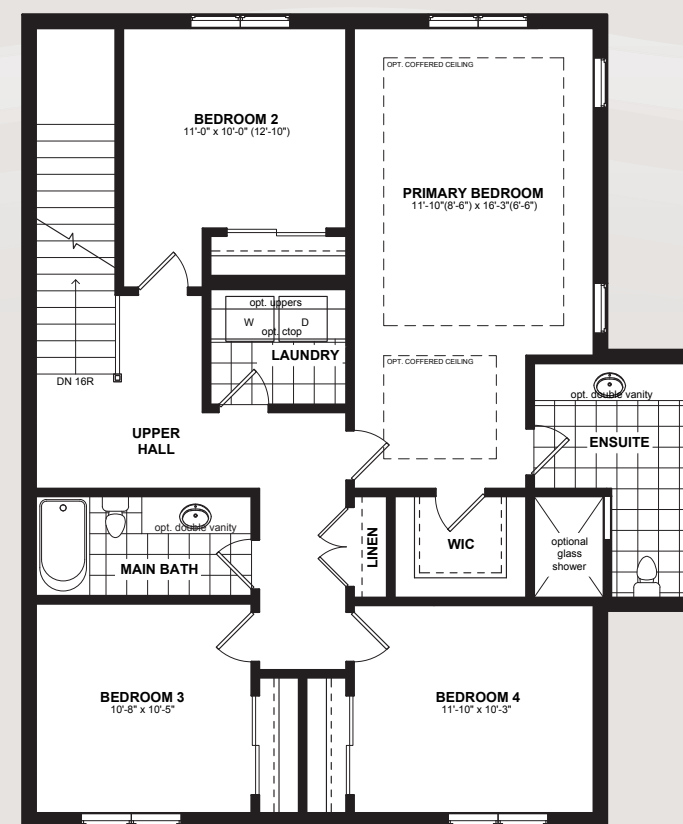 OPT. COFFERED CEILING
BEDROOM 2
11'-0" x 10'-0" (12'-10")
PRIMARY BEDROOM
11'-10"(8'-6") x 16'-3"(6'-6")
opt. uppers
W
D
opt. ctop
LAUNDRY
DN 16R
OPT. COFFERED CEILING
opt. double vanity
ENSUITE
UPPER
HALL
opt. double vanity
MAIN BATH
LINEN
WIC
optional
glass
shower
BEDROOM 3
10'-8" x 10'-5"
BEDROOM 4
11'-10" x 10'-3"